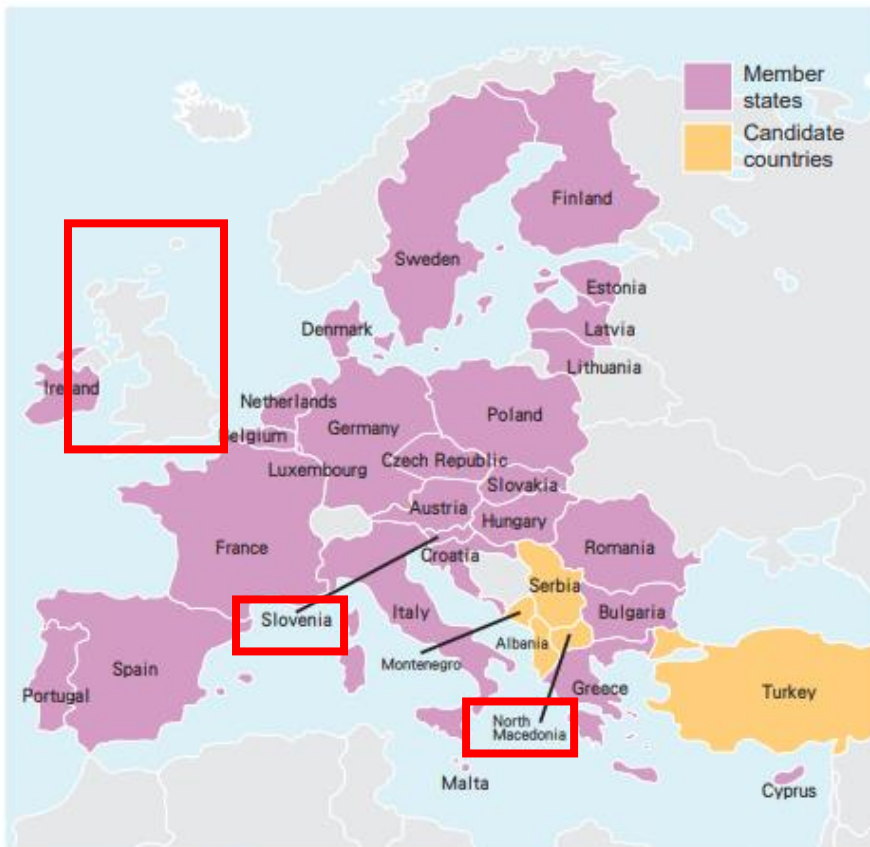 Member
states
Candidate
countries
Finland
Sweden
Estonia
Denmark
Latvia
Lithuania
Ireland
Netherlands
Poland
Belgium
Germany
Czech Republic
Luxembourg
Slovakia
Austria
Hungary
France
Croatia
Romania
Serbia
Slovenia
Italy
Bulgaria
Albania
Montenegro
Spain
Portugal
Greece
Turkey
North
Macedonia
Malta
Cyprus